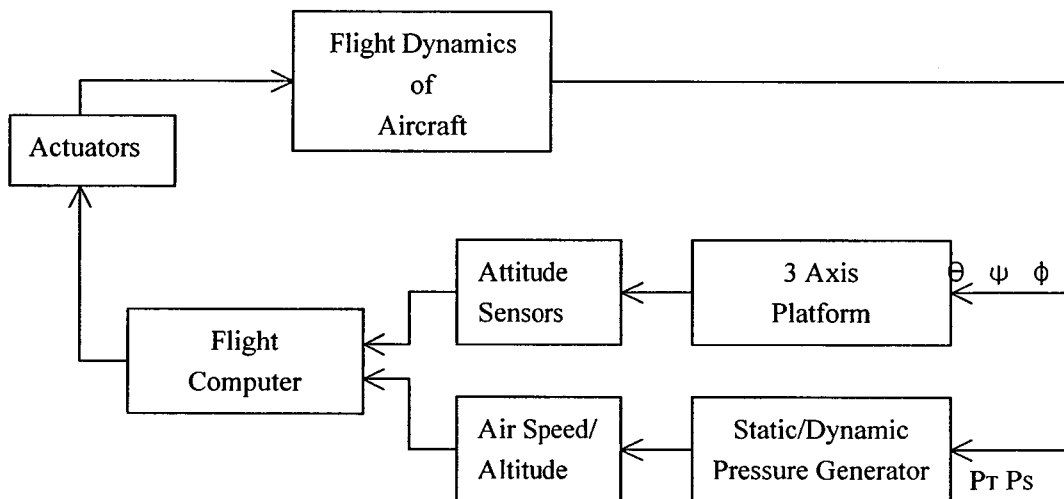 Flight Dynamics
of
Aircraft
Actuators
Attitude
Sensors
3 Axis
Platform
θ ψ ϕ
Flight
Computer
Air Speed/
Altitude
Static/Dynamic
Pressure Generator
PT PS